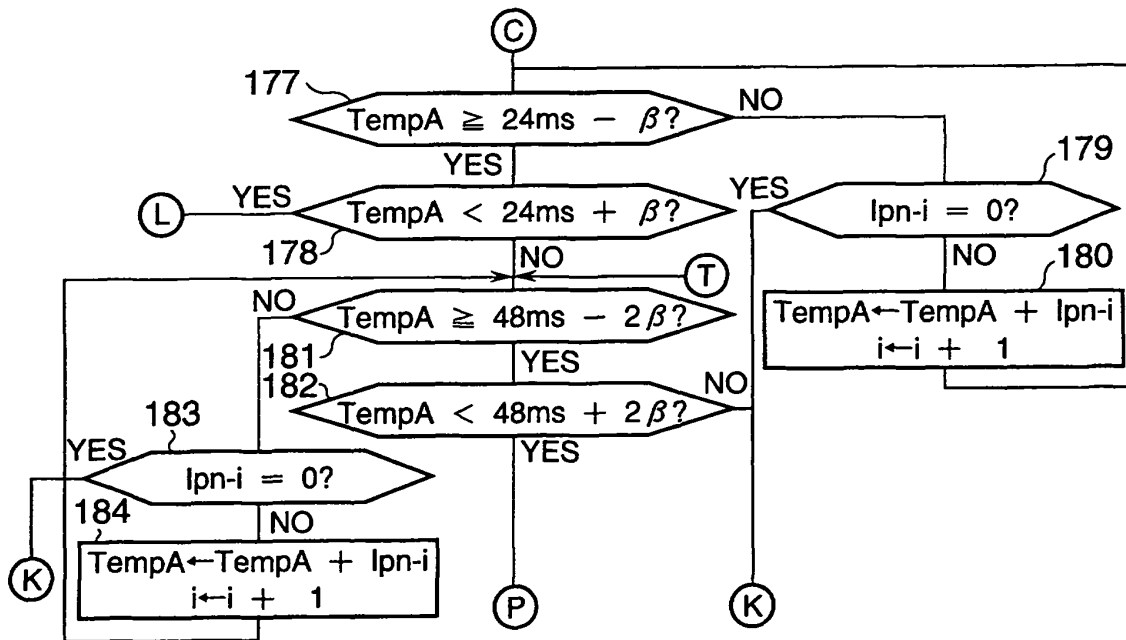 C
177
TempA ≧ 24ms - β?
NO
YES
179
YES
L
YES
TempA < 24ms + β?
178
Ipn-i = 0?
NO
NO
T
180
NO
TempA ≧ 48ms - 2β?
TempA←TempA + Ipn-i
i←i + 1
181
YES
182
NO
TempA < 48ms + 2β?
183
YES
YES
Ipn-i = 0?
184
NO
TempA←TempA + Ipn-i
i←i + 1
K
P
K